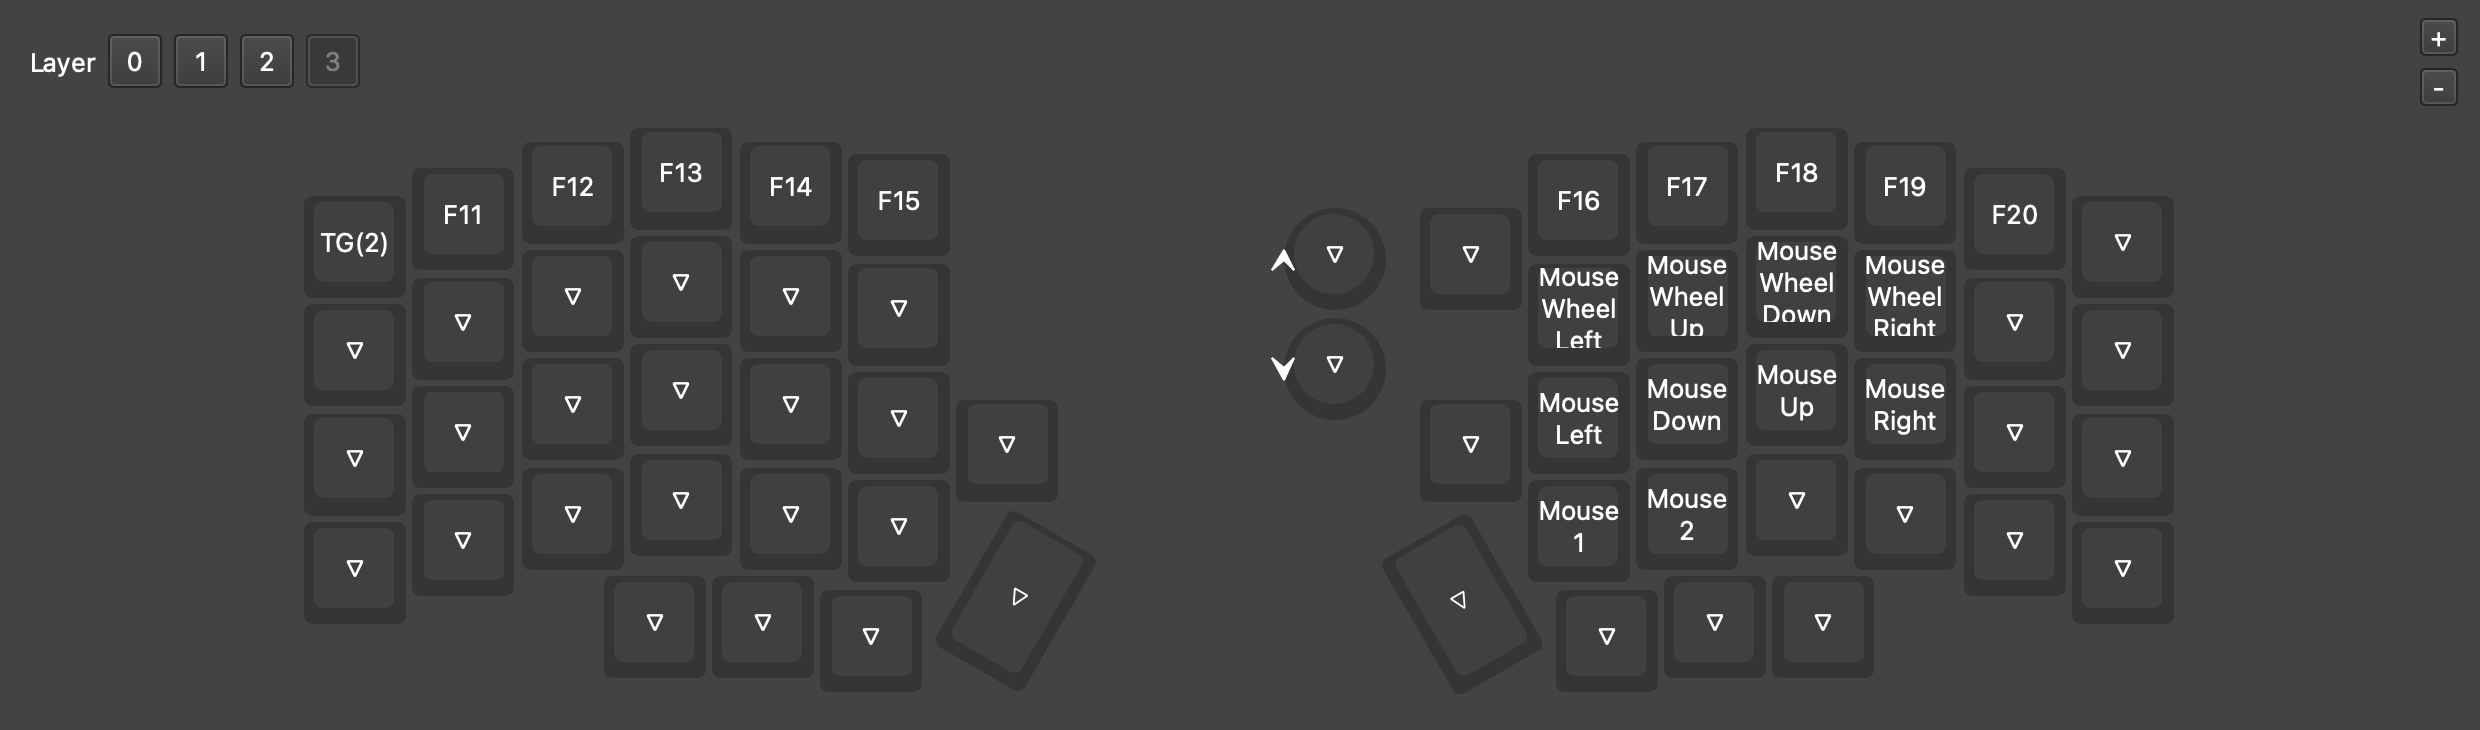 Layer 0 1 2 3
+
-
TG(2) F11 F12 F13 F14 F15
F16 F17 F18 F19 F20
▽ ▽ ▽
▽ ▽ ▽ ▽ ▽ ▽
Mouse
Wheel
Left
Mouse
Wheel
Up
Mouse
Wheel
Down
Mouse
Wheel
Right
▽ ▽
▽
▽ ▽ ▽ ▽ ▽ ▽ ▽
▽
Mouse
Left
Mouse
Down
Mouse
Up
Mouse
Right
▽ ▽
▽ ▽ ▽ ▽ ▽ ▽
Mouse
1
Mouse
2
▽ ▽ ▽ ▽
▽ ▽ ▽ ▷
◁ ▽ ▽ ▽